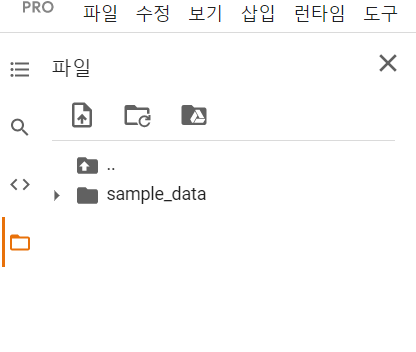 PRO 파일 수정 보기 삽입 런타임 도구
파일
..
sample_data